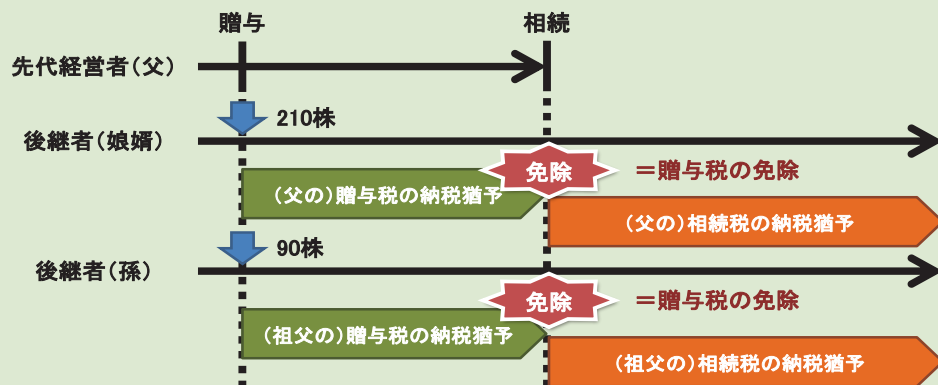 贈与
相続
先代経営者（父）
210株
後継者（娘婿）
免除
＝贈与税の免除
（父の）贈与税の納税猶予
（父の）相続税の納税猶予
90株
後継者（孫）
免除
＝贈与税の免除
（祖父の）贈与税の納税猶予
（祖父の）相続税の納税猶予